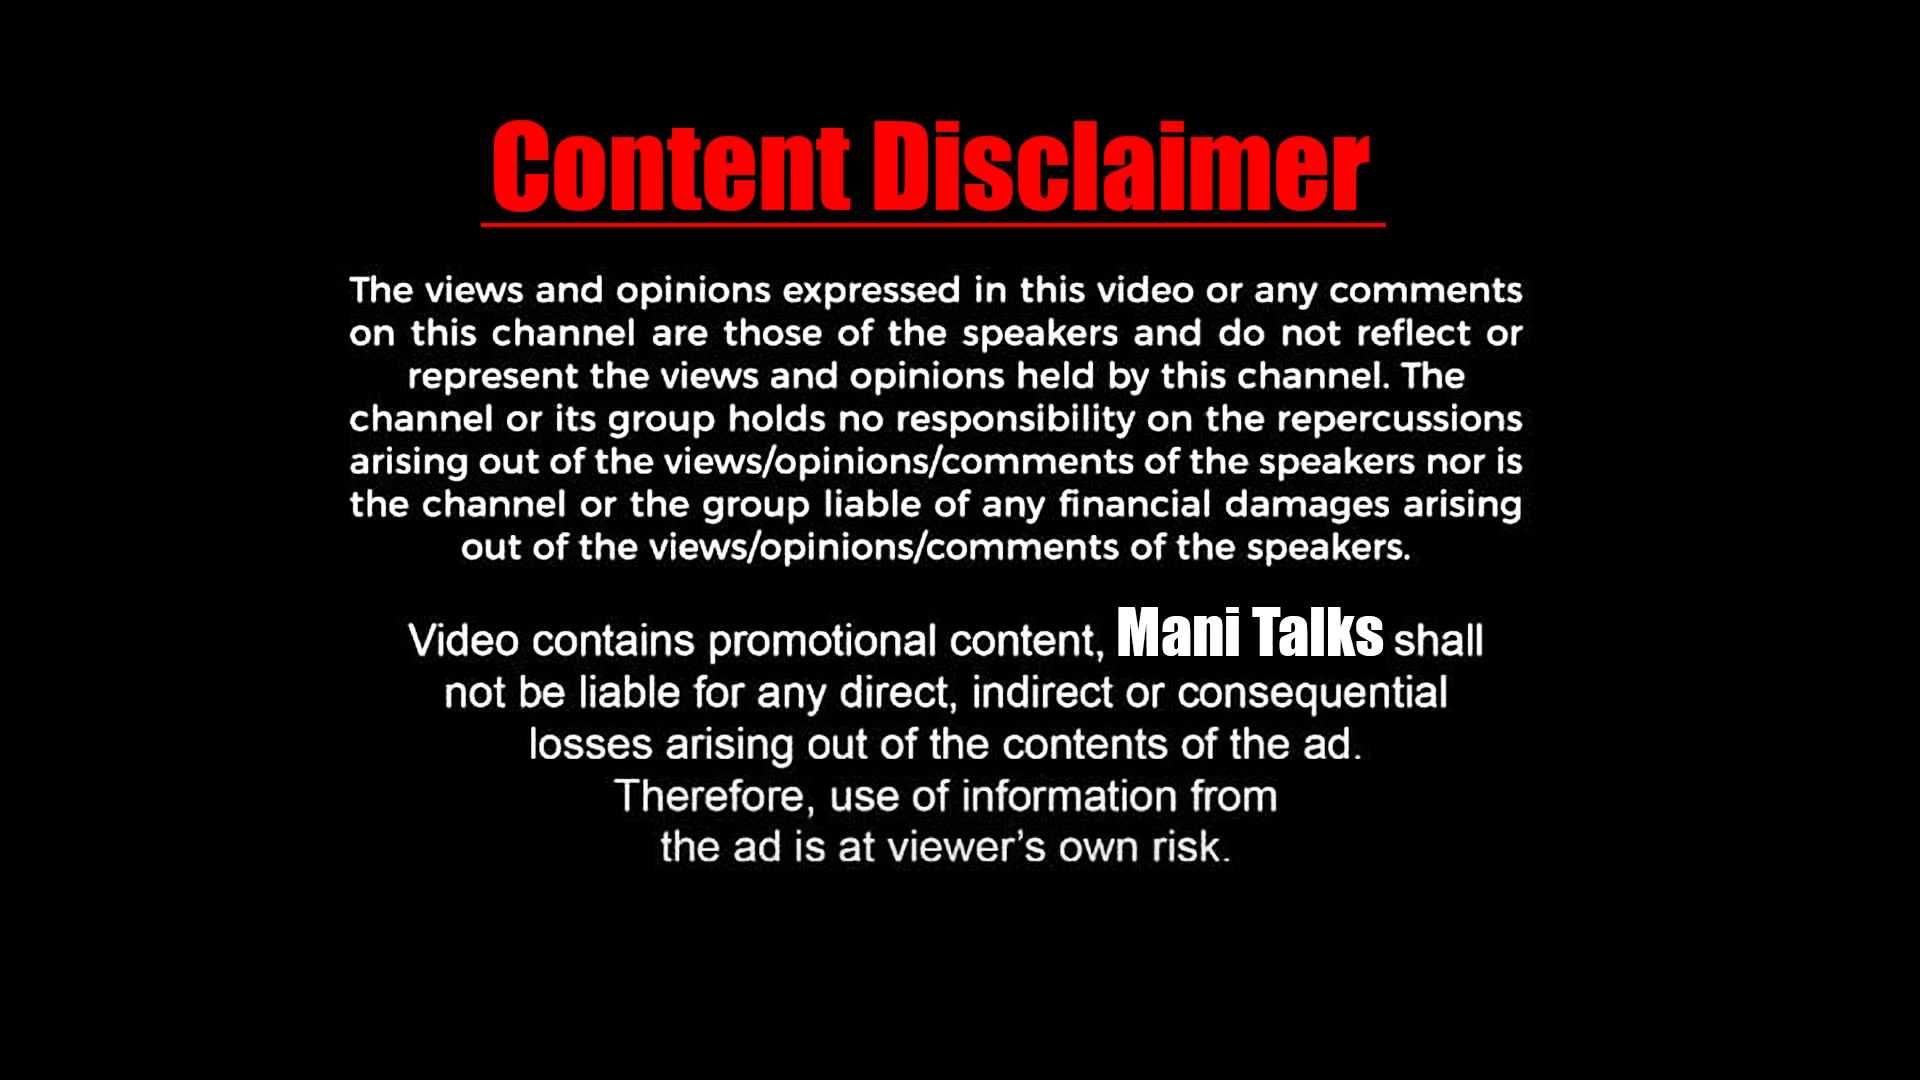 Content Disclaimer
The views and opinions expressed in this video or any comments
on this channel are those of the speakers and do not reflect or
represent the views and opinions held by this channel. The
channel or its group holds no responsibility on the repercussions
arising out of the views/opinions/comments of the speakers nor is
the channel or the group liable of any financial damages arising
out of the views/opinions/comments of the speakers.
Video contains promotional content, Mani Talks shall
not be liable for any direct, indirect or consequential
losses arising out of the contents of the ad.
Therefore, use of information from
the ad is at viewer’s own risk.